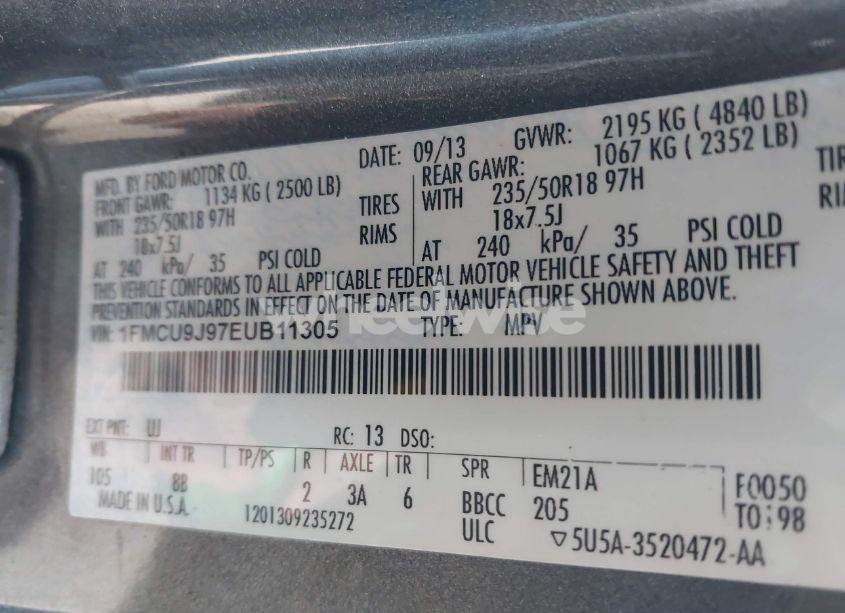 MFD. BY FORD MOTOR CO. DATE: 09/13 GVWR: 2195 KG ( 4840 LB)
FRONT GAWR: 1134 KG ( 2500 LB) REAR GAWR: 1067 KG ( 2352 LB)
WITH 235/50R18 97H TIRES WITH 235/50R18 97H TIRE
18x7.5J RIMS 18x7.5J RIMS
AT 240 kPa/ 35 PSI COLD AT 240 kPa/ 35 PSI COLD
THIS VEHICLE CONFORMS TO ALL APPLICABLE FEDERAL MOTOR VEHICLE SAFETY AND THEFT
PREVENTION STANDARDS IN EFFECT ON THE DATE OF MANUFACTURE SHOWN ABOVE.
VIN: 1FMCU9J97EUB11305 TYPE: MPV
EXT PNT: UJ RC: 13 DSO:
WB INT TR TP/PS R AXLE TR SPR EM21A F0050
105 8B 2 3A 6 BBCC 205 T0:98
MADE IN U.S.A. 1201309235272 ULC ▽5U5A-3520472-AA